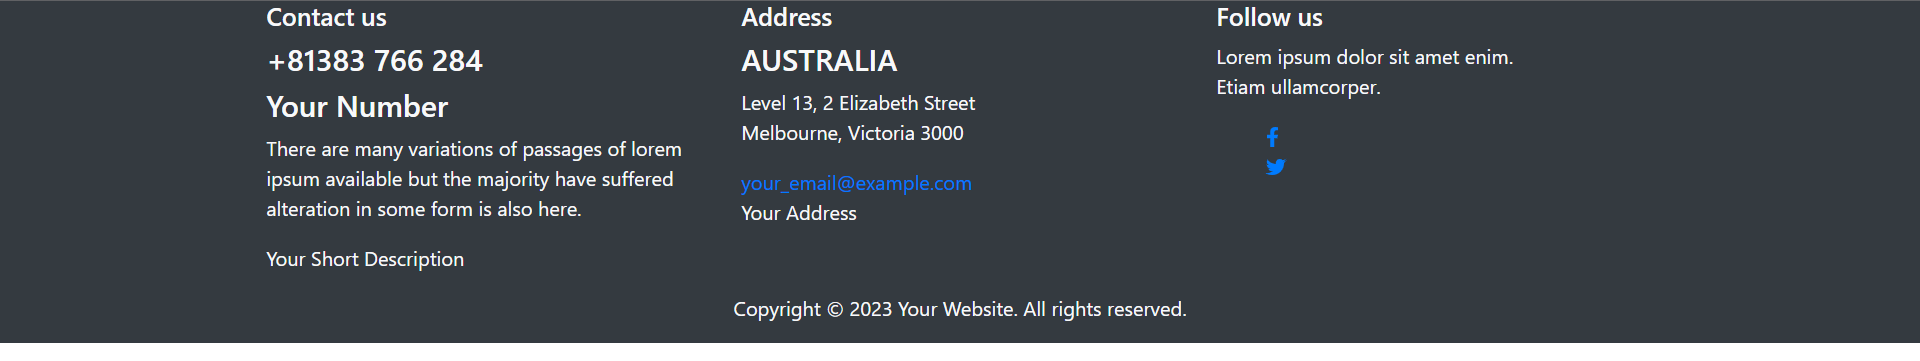 Contact us
+81383 766 284
Your Number
There are many variations of passages of lorem
ipsum available but the majority have suffered
alteration in some form is also here.
Your Short Description
Address
AUSTRALIA
Level 13, 2 Elizabeth Street
Melbourne, Victoria 3000
your_email@example.com
Your Address
Follow us
Lorem ipsum dolor sit amet enim.
Etiam ullamcorper.
Copyright © 2023 Your Website. All rights reserved.